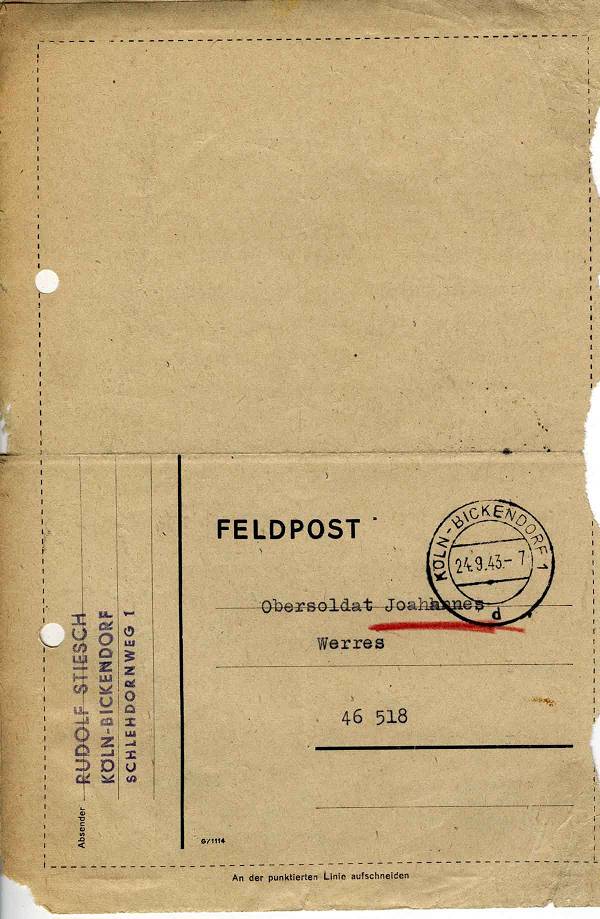 FELDPOST
KÖLN-BICKENDORF 1
24.9.43.-7
p
Obersoldat Joahhannes
Werres
46 518
Absender
RUDOLF STIESCH
KÖLN-BICKENDORF
SCHLEHDORNWEG 1
G/1114
An der punktierten Linie aufschneiden